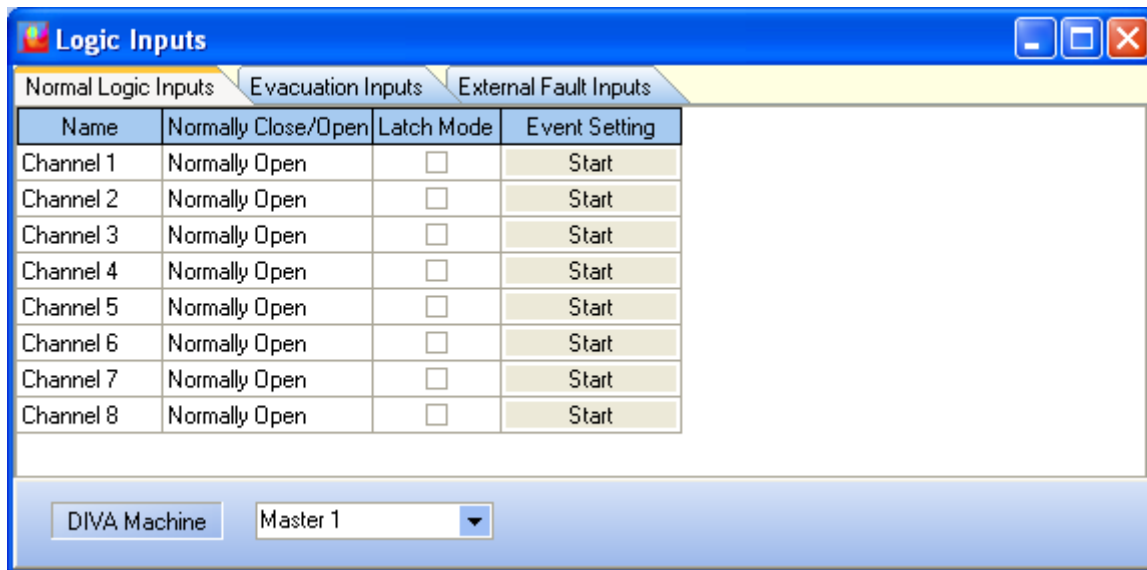 Logic Inputs
Normal Logic Inputs Evacuation Inputs External Fault Inputs
Name Normally Close/Open Latch Mode Event Setting
Channel 1 Normally Open Start
Channel 2 Normally Open Start
Channel 3 Normally Open Start
Channel 4 Normally Open Start
Channel 5 Normally Open Start
Channel 6 Normally Open Start
Channel 7 Normally Open Start
Channel 8 Normally Open Start
DIVA Machine Master 1